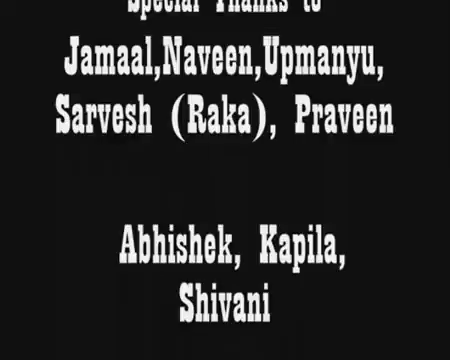 Special Thanks to
Jamaal,Naveen,Upmanyu,
Sarvesh (Raka), Praveen
Abhishek, Kapila,
Shivani